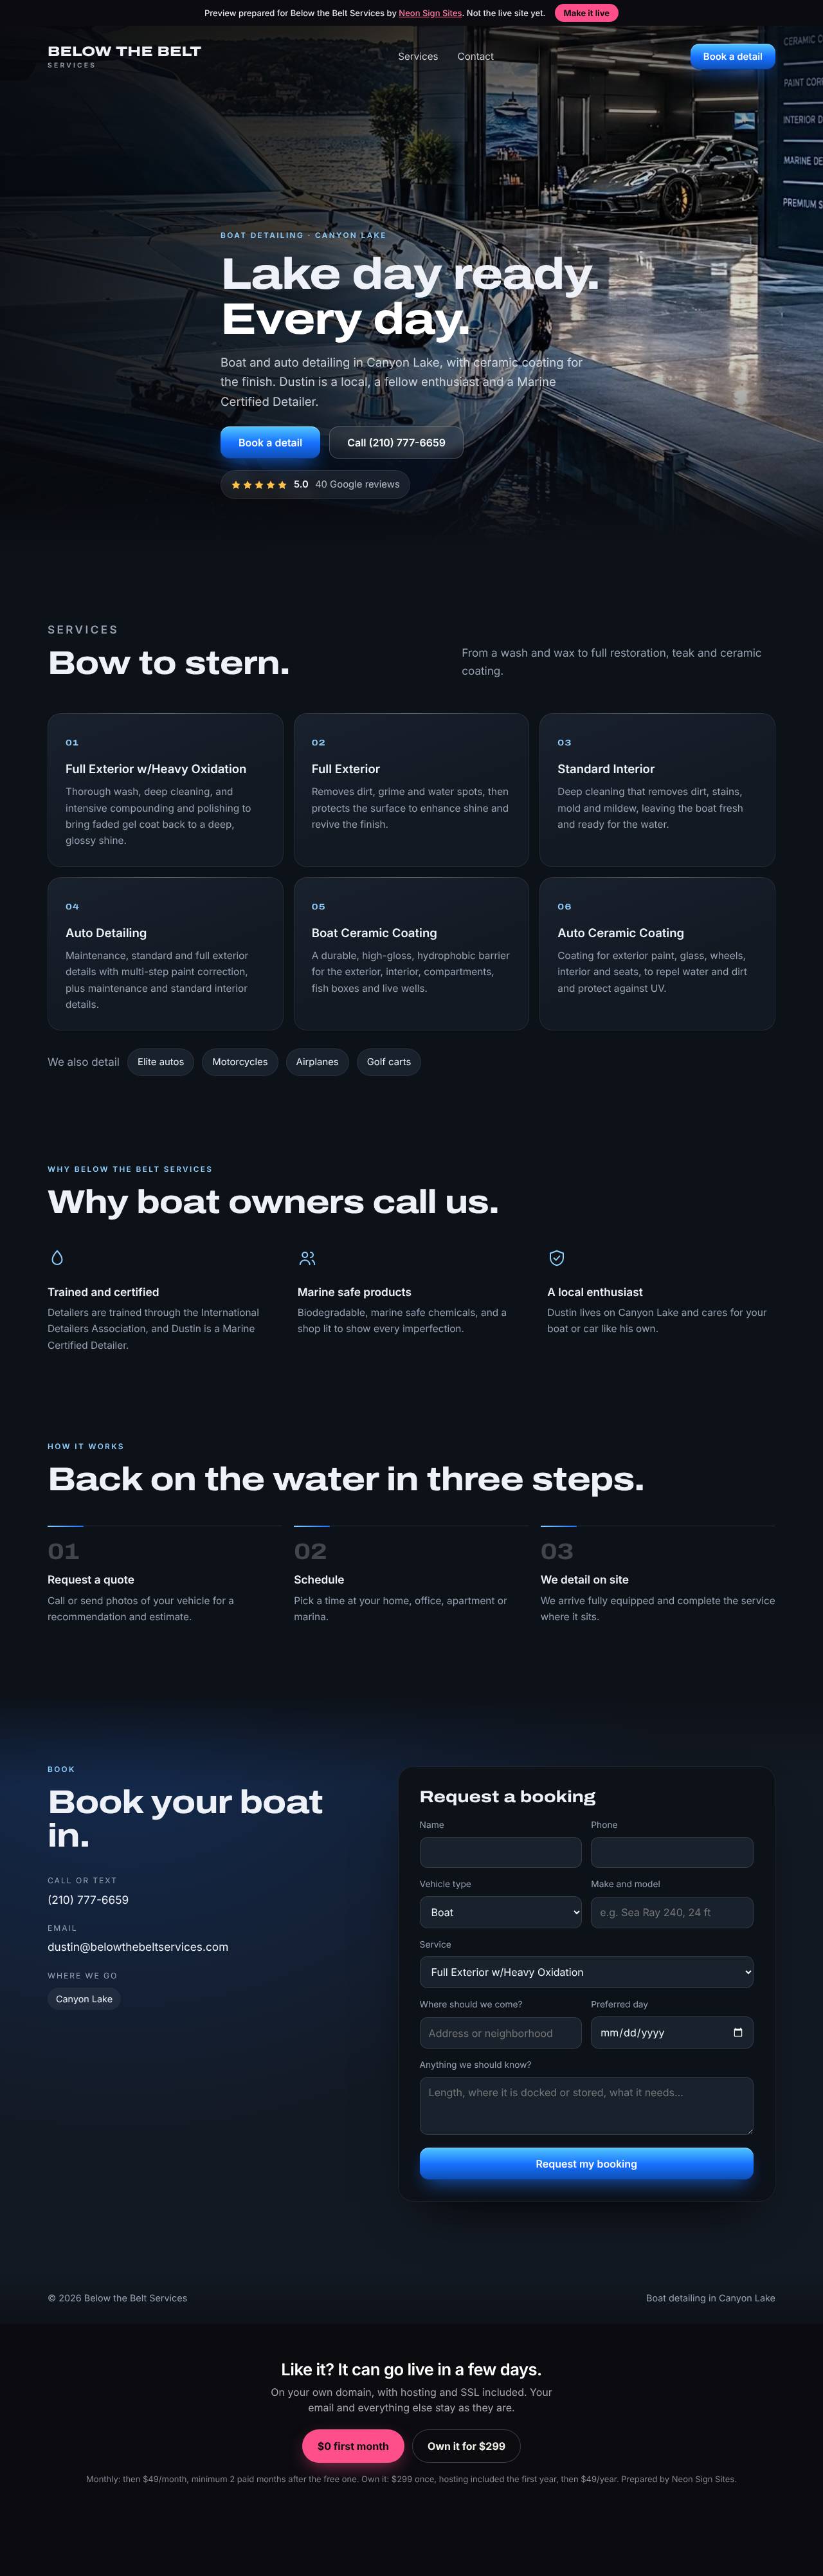 Preview prepared for Below the Belt Services by Neon Sign Sites. Not the live site yet.
Make it live
BELOW THE BELT
SERVICES
Services
Contact
Book a detail
CERAMIC
PAINT COR
INTERIOR D
MARINE DE
PREMIUM S
BOAT DETAILING · CANYON LAKE
Lake day ready.
Every day.
Boat and auto detailing in Canyon Lake, with ceramic coating for
the finish. Dustin is a local, a fellow enthusiast and a Marine
Certified Detailer.
Book a detail
Call (210) 777-6659
5.0 40 Google reviews
SERVICES
Bow to stern.
From a wash and wax to full restoration, teak and ceramic
coating.
01
Full Exterior w/Heavy Oxidation
Thorough wash, deep cleaning, and
intensive compounding and polishing to
bring faded gel coat back to a deep,
glossy shine.
02
Full Exterior
Removes dirt, grime and water spots, then
protects the surface to enhance shine and
revive the finish.
03
Standard Interior
Deep cleaning that removes dirt, stains,
mold and mildew, leaving the boat fresh
and ready for the water.
04
Auto Detailing
Maintenance, standard and full exterior
details with multi-step paint correction,
plus maintenance and standard interior
details.
05
Boat Ceramic Coating
A durable, high-gloss, hydrophobic barrier
for the exterior, interior, compartments,
fish boxes and live wells.
06
Auto Ceramic Coating
Coating for exterior paint, glass, wheels,
interior and seats, to repel water and dirt
and protect against UV.
We also detail
Elite autos
Motorcycles
Airplanes
Golf carts
WHY BELOW THE BELT SERVICES
Why boat owners call us.
Trained and certified
Detailers are trained through the International
Detailers Association, and Dustin is a Marine
Certified Detailer.
Marine safe products
Biodegradable, marine safe chemicals, and a
shop lit to show every imperfection.
A local enthusiast
Dustin lives on Canyon Lake and cares for your
boat or car like his own.
HOW IT WORKS
Back on the water in three steps.
01
Request a quote
Call or send photos of your vehicle for a
recommendation and estimate.
02
Schedule
Pick a time at your home, office, apartment or
marina.
03
We detail on site
We arrive fully equipped and complete the service
where it sits.
BOOK
Book your boat
in.
CALL OR TEXT
(210) 777-6659
EMAIL
dustin@belowthebeltservices.com
WHERE WE GO
Canyon Lake
Request a booking
Name
Phone
Vehicle type
Make and model
Boat
e.g. Sea Ray 240, 24 ft
Service
Full Exterior w/Heavy Oxidation
Where should we come?
Preferred day
Address or neighborhood
mm/dd/yyyy
Anything we should know?
Length, where it is docked or stored, what it needs...
Request my booking
© 2026 Below the Belt Services
Boat detailing in Canyon Lake
Like it? It can go live in a few days.
On your own domain, with hosting and SSL included. Your
email and everything else stay as they are.
$0 first month
Own it for $299
Monthly: then $49/month, minimum 2 paid months after the free one. Own it: $299 once, hosting included the first year, then $49/year. Prepared by Neon Sign Sites.